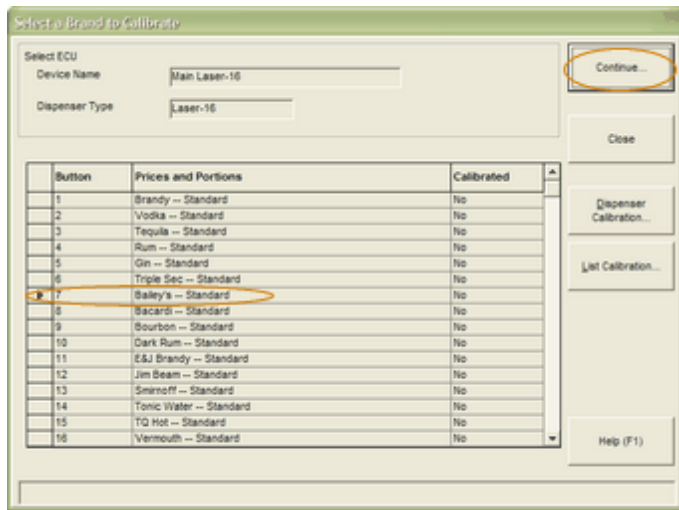 Select a Brand to Calibrate
Select ECU
Device Name Main Laser-16
Dispenser Type Laser-16
Continue...
Close
Dispenser
Calibration...
List Calibration...
Help (F1)
Button Prices and Portions Calibrated
1 Brandy -- Standard No
2 Vodka -- Standard No
3 Tequila -- Standard No
4 Rum -- Standard No
5 Gin -- Standard No
6 Triple Sec -- Standard No
7 Bailey's -- Standard No
8 Bacardi -- Standard No
9 Bourbon -- Standard No
10 Dark Rum -- Standard No
11 E&J Brandy -- Standard No
12 Jim Beam -- Standard No
13 Smirnoff -- Standard No
14 Tonic Water -- Standard No
15 TQ Hot -- Standard No
16 Vermouth -- Standard No